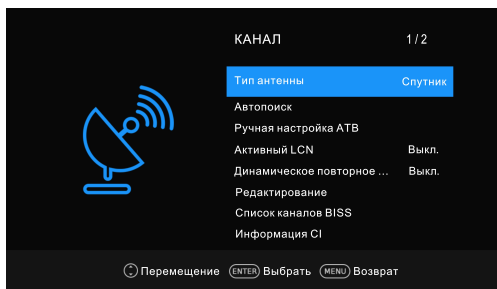 КАНАЛ 1/2
Тип антенны Спутник
Автопоиск
Ручная настройка АТВ
Активный LCN Выкл.
Динамическое повторное ... Выкл.
Редактирование
Список каналов BISS
Информация CI
Перемещение ENTER Выбрать MENU Возврат